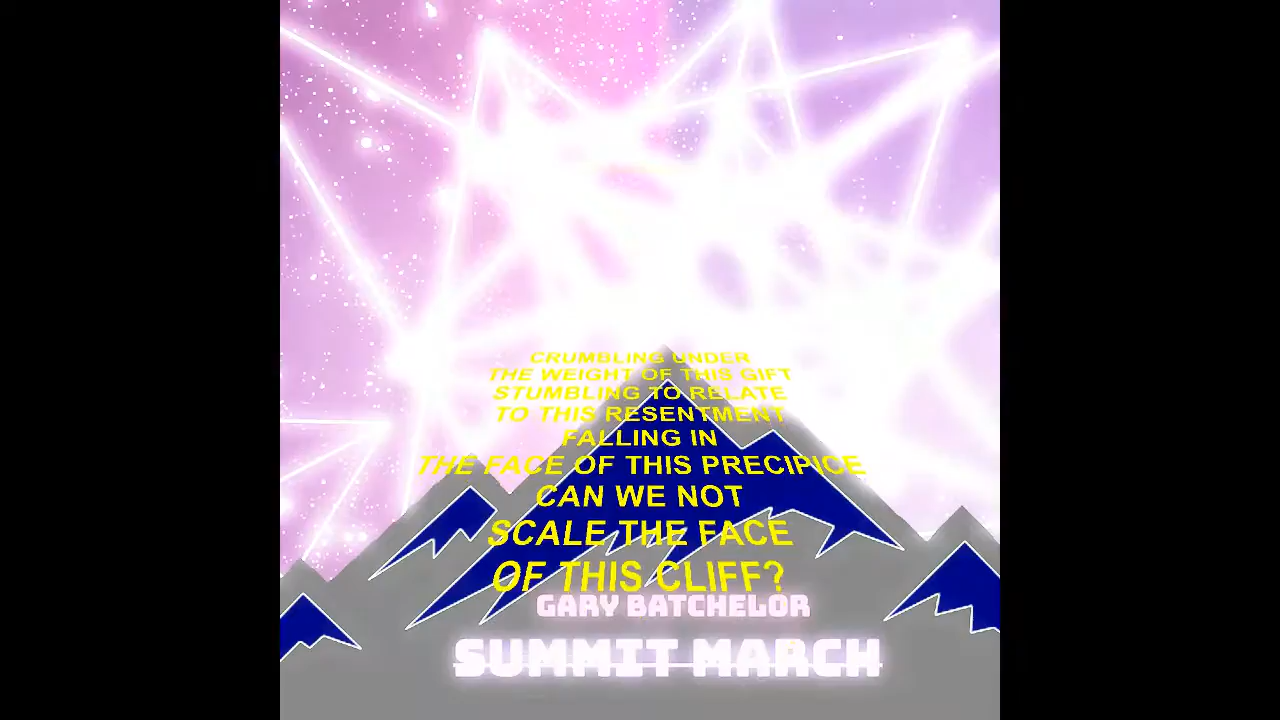 CRUMBLING UNDER
THE WEIGHT OF THIS GIFT
STUMBLING TO RELATE
TO THIS RESENTMENT
FALLING IN
THE FACE OF THIS PRECIPICE
CAN WE NOT
SCALE THE FACE
OF THIS CLIFF?
GARY BATCHELOR
SUMMIT MARCH